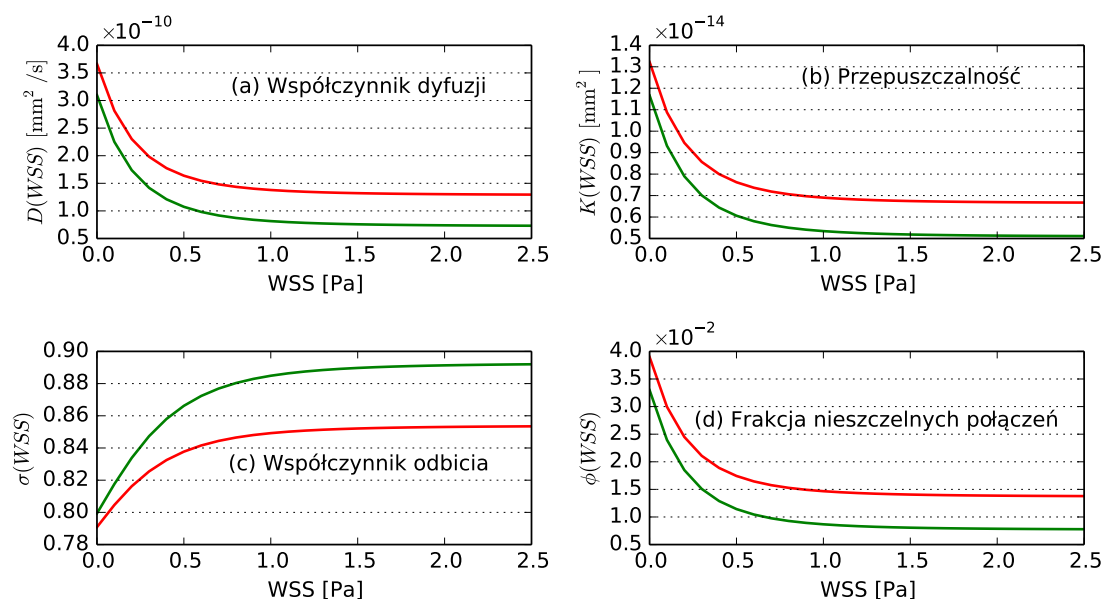 ×10⁻¹⁰
4.0
3.5
3.0
2.5
2.0
1.5
1.0
0.5
D(WSS) [mm² /s]
(a) Współczynnik dyfuzji
0.0 0.5 1.0 1.5 2.0 2.5
WSS [Pa]
×10⁻¹⁴
1.4
1.3
1.2
1.1
1.0
0.9
0.8
0.7
0.6
0.5
K(WSS) [mm² ]
(b) Przepuszczalność
0.0 0.5 1.0 1.5 2.0 2.5
WSS [Pa]
0.90
0.88
0.86
0.84
0.82
0.80
0.78
σ(WSS)
(c) Współczynnik odbicia
0.0 0.5 1.0 1.5 2.0 2.5
WSS [Pa]
×10⁻²
4.0
3.5
3.0
2.5
2.0
1.5
1.0
0.5
ϕ(WSS)
(d) Frakcja nieszczelnych połączeń
0.0 0.5 1.0 1.5 2.0 2.5
WSS [Pa]